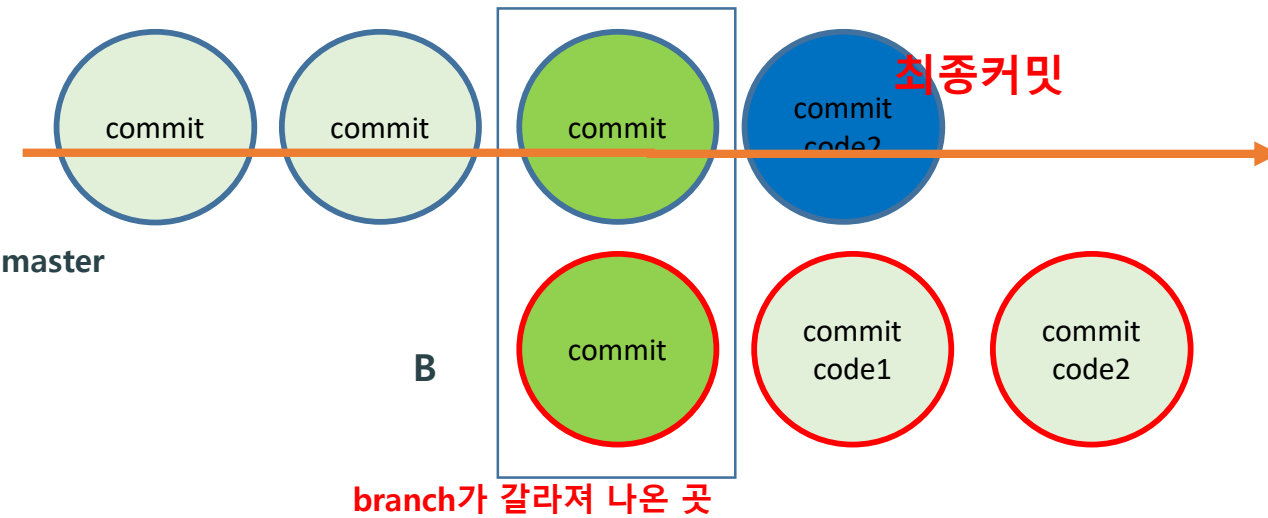 최종커밋
commit
commit
commit
commit
code2
master
commit
commit
code1
commit
code2
B
branch가 갈라져 나온 곳